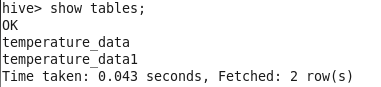 hive> show tables;
OK
temperature_data
temperature_data1
Time taken: 0.043 seconds, Fetched: 2 row(s)